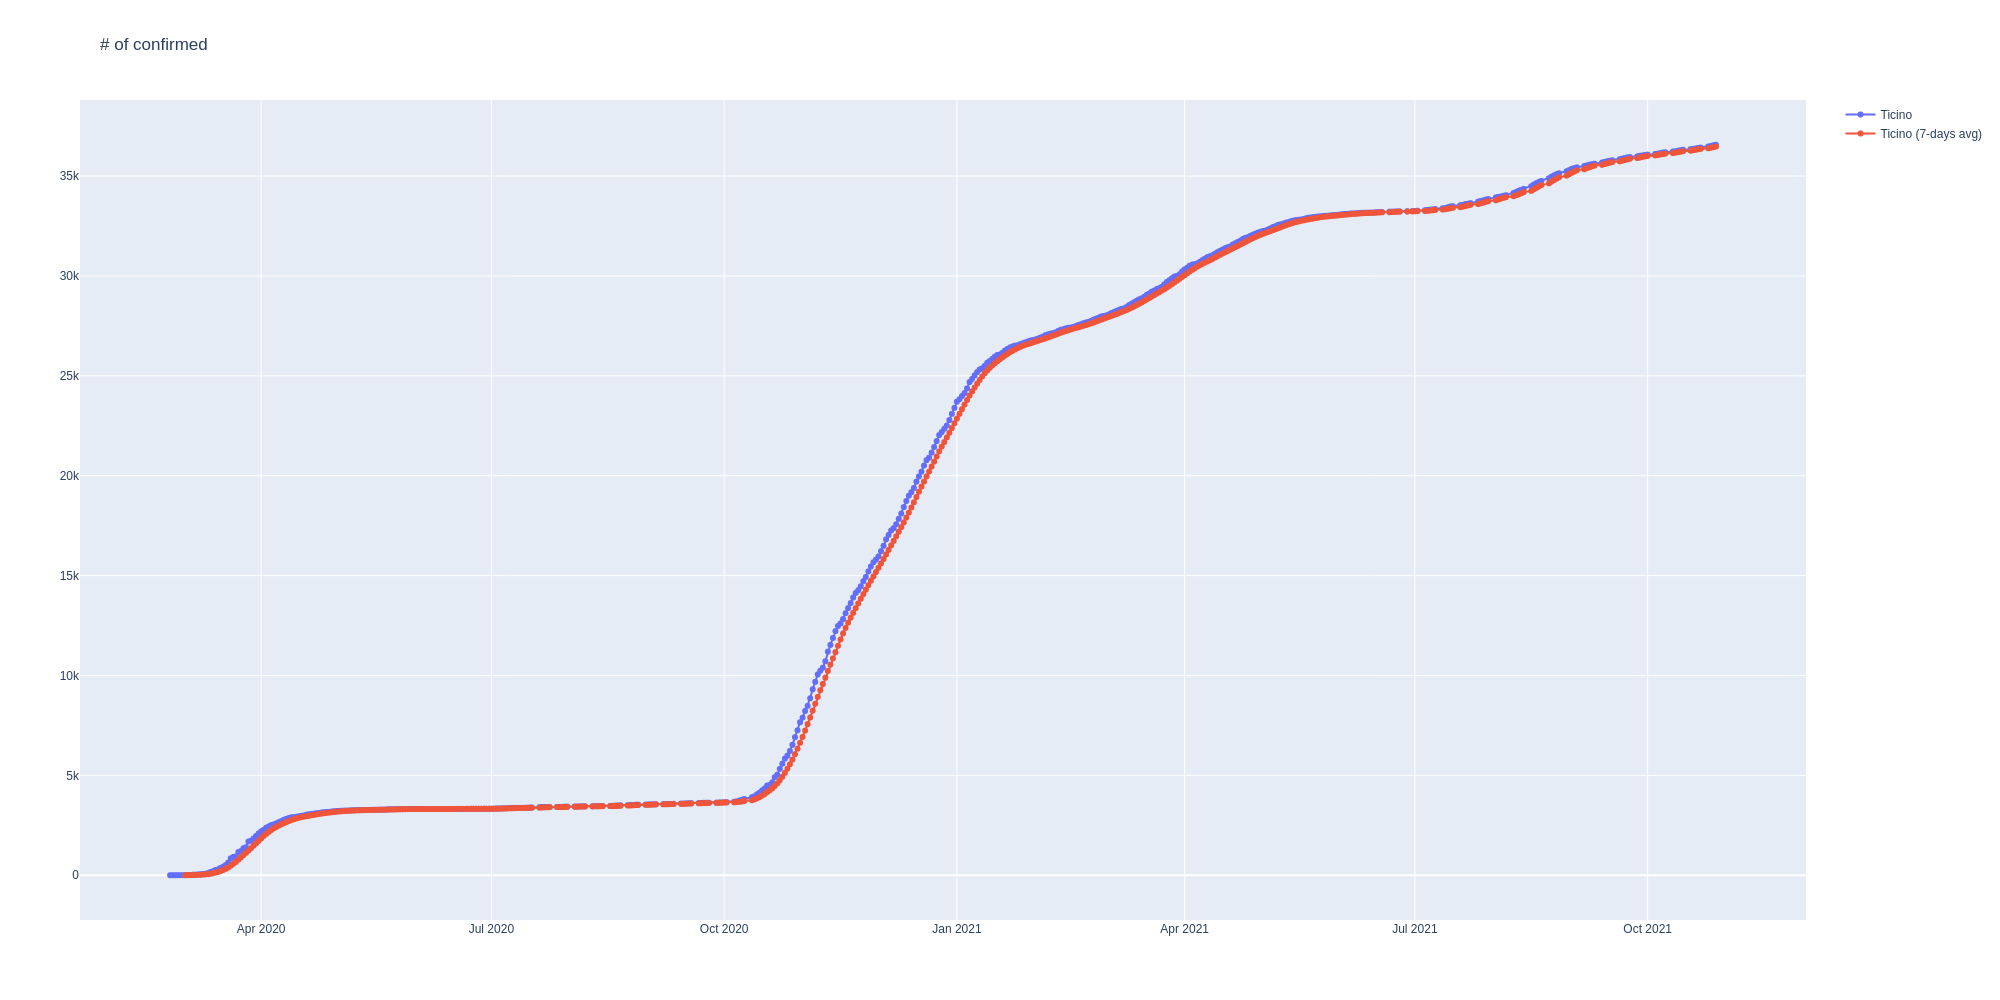 # of confirmed
Ticino
Ticino (7-days avg)
35k
30k
25k
20k
15k
10k
5k
0
Apr 2020
Jul 2020
Oct 2020
Jan 2021
Apr 2021
Jul 2021
Oct 2021